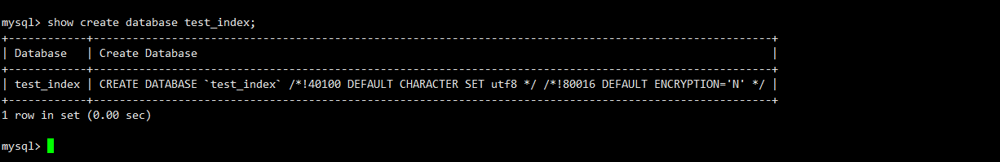 mysql> show create database test_index;
+------------+-------------------------------------------------------------------------------------------------------+
| Database   | Create Database                                                                                       |
+------------+-------------------------------------------------------------------------------------------------------+
| test_index | CREATE DATABASE `test_index` /*!40100 DEFAULT CHARACTER SET utf8 */ /*!80016 DEFAULT ENCRYPTION='N' */ |
+------------+-------------------------------------------------------------------------------------------------------+
1 row in set (0.00 sec)
mysql>